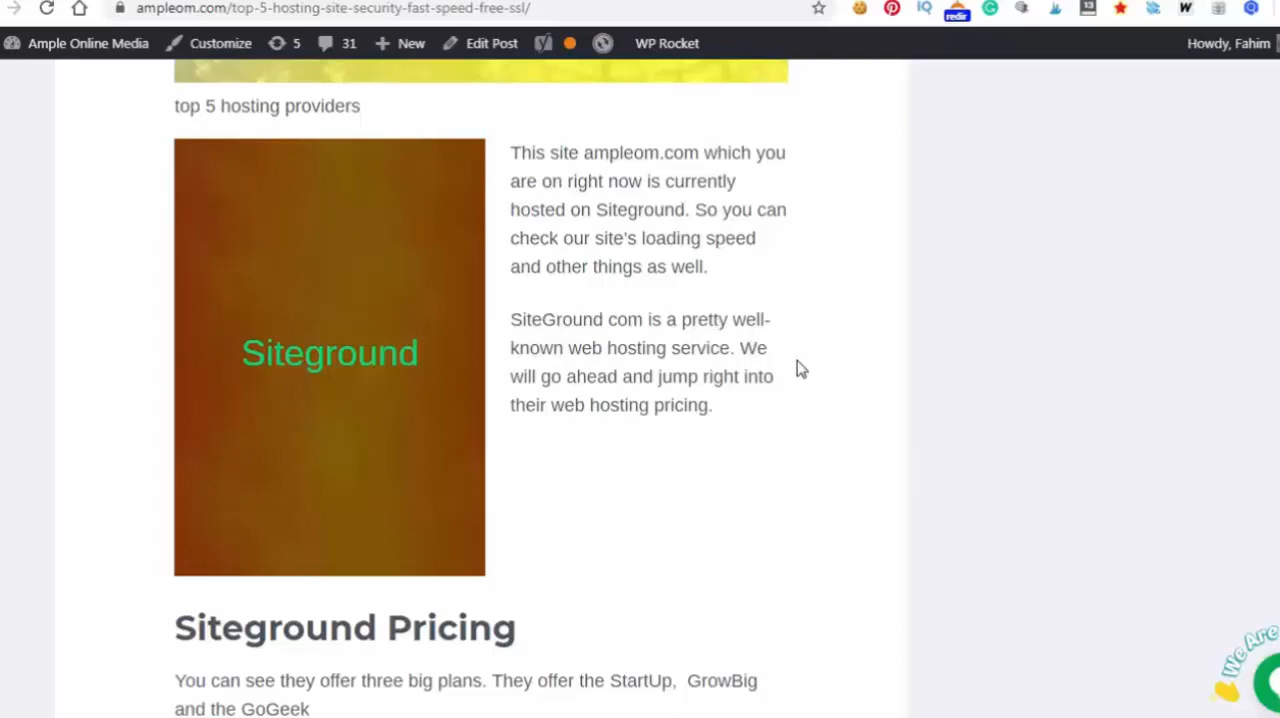 ampleom.com/top-5-hosting-site-security-fast-speed-free-ssl/
redir
13
W
Ample Online Media Customize 5 31 New Edit Post WP Rocket Howdy, Fahim
top 5 hosting providers
Siteground
This site ampleom.com which you
are on right now is currently
hosted on Siteground. So you can
check our site's loading speed
and other things as well.
SiteGround com is a pretty well-
known web hosting service. We
will go ahead and jump right into
their web hosting pricing.
Siteground Pricing
You can see they offer three big plans. They offer the StartUp,  GrowBig
and the GoGeek
We Are